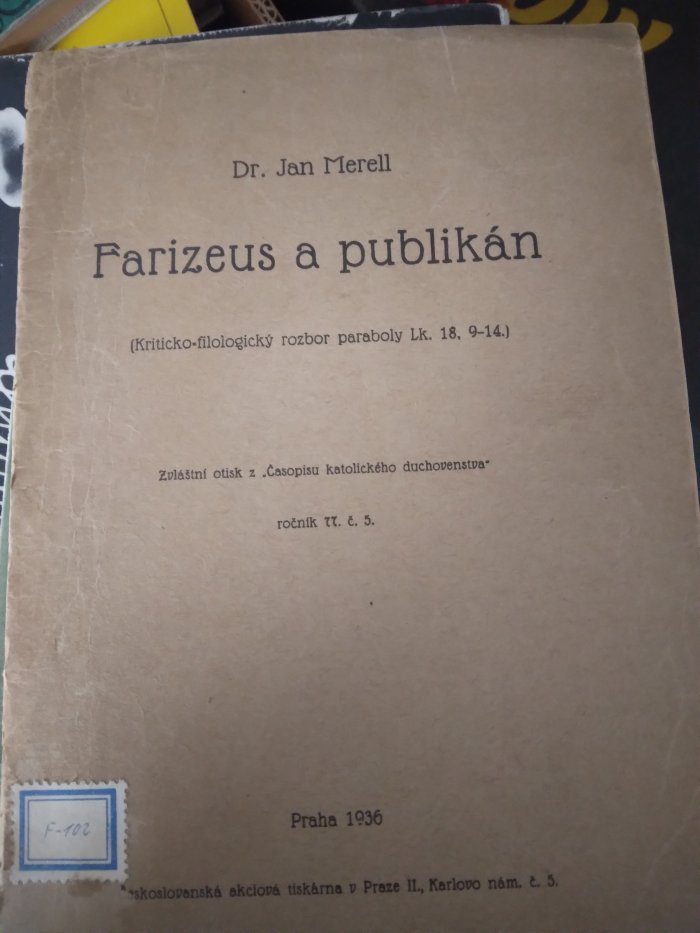 Dr. Jan Merell
Farizeus a publikán
(Kriticko-filologický rozbor paraboly Lk. 18, 9-14.)
Zvláštní otisk z „Časopisu katolického duchovenstva“
ročník 77. č. 5.
F-102
Praha 1936
akciová tiskárna v Praze II., Karlovo nám. č. 5.